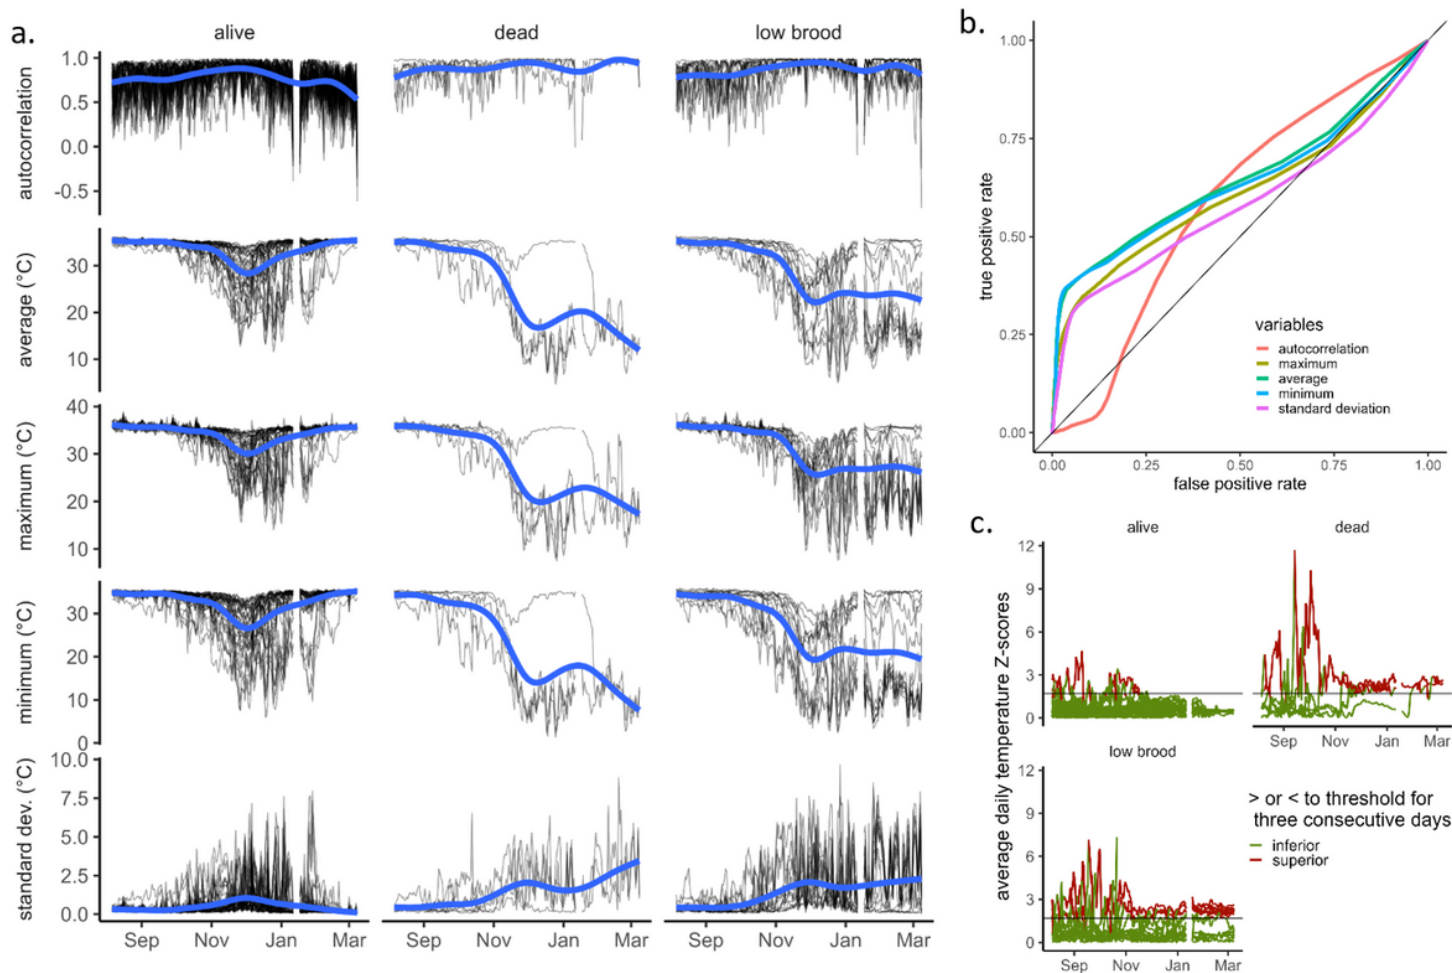 a.
alive
dead
low brood
autocorrelation
1.0
0.5
0.0
-0.5
average (°C)
30
20
10
maximum (°C)
40
30
20
10
minimum (°C)
30
20
10
0
standard dev. (°C)
10.0
7.5
5.0
2.5
0.0
Sep Nov Jan Mar
Sep Nov Jan Mar
Sep Nov Jan Mar
b.
true positive rate
1.00
0.75
0.50
0.25
0.00
0.00 0.25 0.50 0.75 1.00
false positive rate
variables
autocorrelation
maximum
average
minimum
standard deviation
c.
average daily temperature Z-scores
alive
dead
12
9
6
3
0
Sep Nov Jan Mar
low brood
12
9
6
3
0
Sep Nov Jan Mar
> or < to threshold for
three consecutive days
inferior
superior